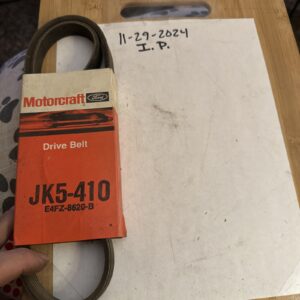 11-29-2024
I.P.
Motorcraft Ford
Drive Belt
JK5-410
E4FZ-8620-B